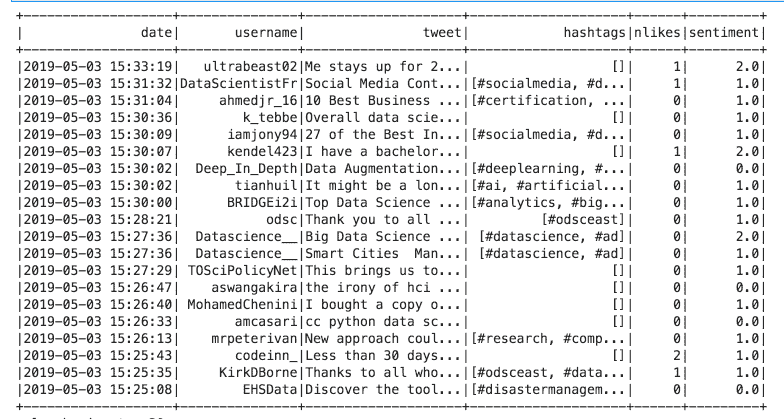 +-------------------+---------------+--------------------+--------------------+------+---------+
|               date|       username|               tweet|            hashtags|nlikes|sentiment|
+-------------------+---------------+--------------------+--------------------+------+---------+
|2019-05-03 15:33:19|   ultrabeast02|Me stays up for 2...|                  []|     1|      2.0|
|2019-05-03 15:31:32|DataScientistFr|Social Media Cont...|[#socialmedia, #d...|     1|      1.0|
|2019-05-03 15:31:04|     ahmedjr_16|10 Best Business ...|[#certification, ...|     0|      1.0|
|2019-05-03 15:30:36|        k_tebbe|Overall data scie...|                  []|     0|      1.0|
|2019-05-03 15:30:09|      iamjony94|27 of the Best In...|[#socialmedia, #d...|     0|      1.0|
|2019-05-03 15:30:07|      kendel423|I have a bachelor...|                  []|     1|      2.0|
|2019-05-03 15:30:02|  Deep_In_Depth|Data Augmentation...|[#deeplearning, #...|     0|      0.0|
|2019-05-03 15:30:02|       tianhuil|It might be a lon...|[#ai, #artificial...|     0|      1.0|
|2019-05-03 15:30:00|       BRIDGEi2i|Top Data Science ...|[#analytics, #big...|     0|      1.0|
|2019-05-03 15:28:21|           odsc|Thank you to all ...|         [#odsceast]|     0|      1.0|
|2019-05-03 15:27:36|  Datascience__|Big Data Science ...| [#datascience, #ad]|     0|      2.0|
|2019-05-03 15:27:36|  Datascience__|Smart Cities  Man...| [#datascience, #ad]|     0|      1.0|
|2019-05-03 15:27:29| TOSciPolicyNet|This brings us to...|                  []|     0|      1.0|
|2019-05-03 15:26:47|    aswangakira|the irony of hci ...|                  []|     0|      0.0|
|2019-05-03 15:26:40| MohamedChenini|I bought a copy o...|                  []|     0|      1.0|
|2019-05-03 15:26:33|       amcasari|cc python data sc...|                  []|     0|      0.0|
|2019-05-03 15:26:13|    mrpeterivan|New approach coul...|[#research, #comp...|     0|      1.0|
|2019-05-03 15:25:43|       codeinn_|Less than 30 days...|                  []|     2|      1.0|
|2019-05-03 15:25:35|      KirkDBorne|Thanks to all who...|[#odsceast, #data...|     1|      1.0|
|2019-05-03 15:25:08|        EHSData|Discover the tool...|[#disastermanagem...|     0|      0.0|
+-------------------+---------------+--------------------+--------------------+------+---------+